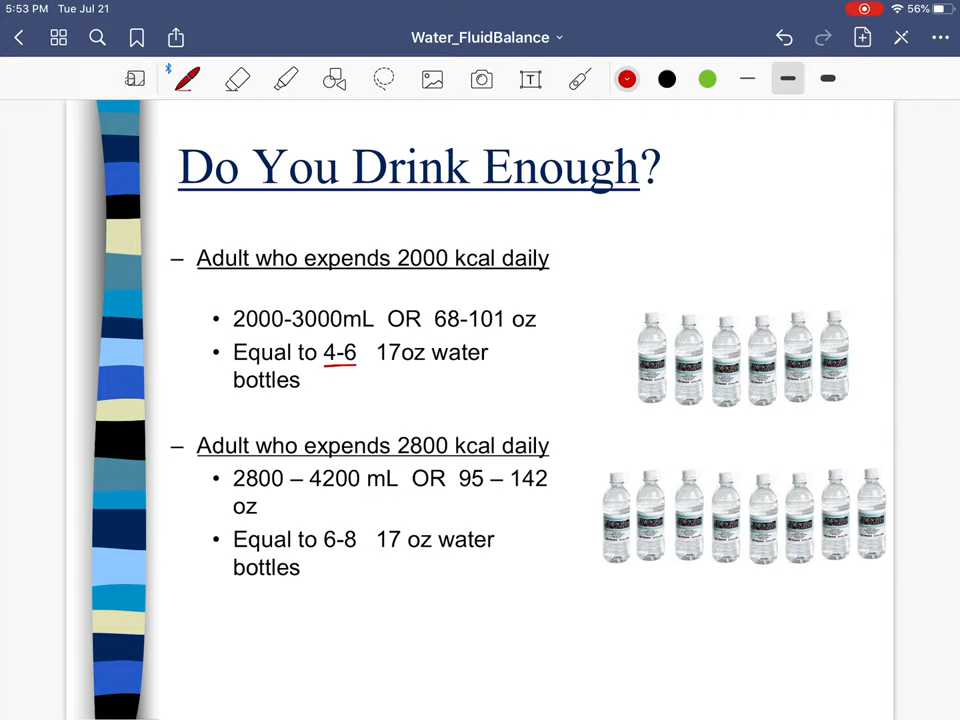 5:53 PM Tue Jul 21
56%
Water_FluidBalance
T
Do You Drink Enough?
– Adult who expends 2000 kcal daily
• 2000-3000mL OR 68-101 oz
• Equal to 4-6 17oz water
bottles
– Adult who expends 2800 kcal daily
• 2800 – 4200 mL OR 95 – 142
oz
• Equal to 6-8 17 oz water
bottles